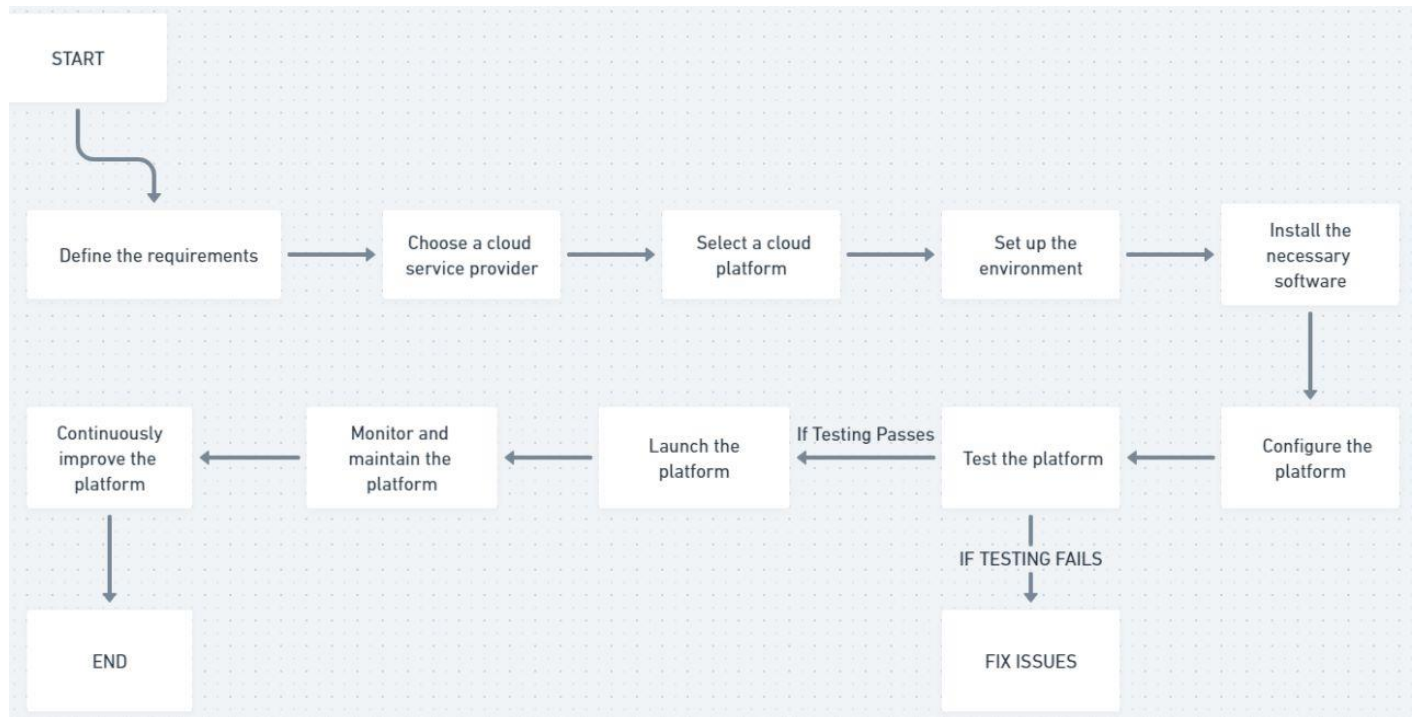 START
Define the requirements
Choose a cloud
service provider
Select a cloud
platform
Set up the
environment
Install the
necessary
software
Continuously
improve the
platform
Monitor and
maintain the
platform
Launch the
platform
If Testing Passes
Test the platform
Configure the
platform
IF TESTING FAILS
END
FIX ISSUES